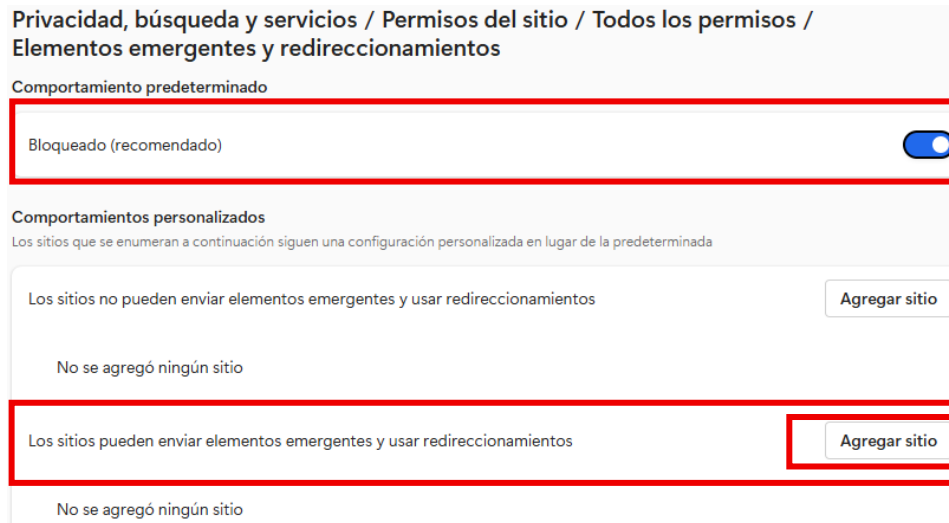 Privacidad, búsqueda y servicios / Permisos del sitio / Todos los permisos /
Elementos emergentes y redireccionamientos
Comportamiento predeterminado
Bloqueado (recomendado)
Comportamientos personalizados
Los sitios que se enumeran a continuación siguen una configuración personalizada en lugar de la predeterminada
Los sitios no pueden enviar elementos emergentes y usar redireccionamientos
Agregar sitio
No se agregó ningún sitio
Los sitios pueden enviar elementos emergentes y usar redireccionamientos
Agregar sitio
No se agregó ningún sitio